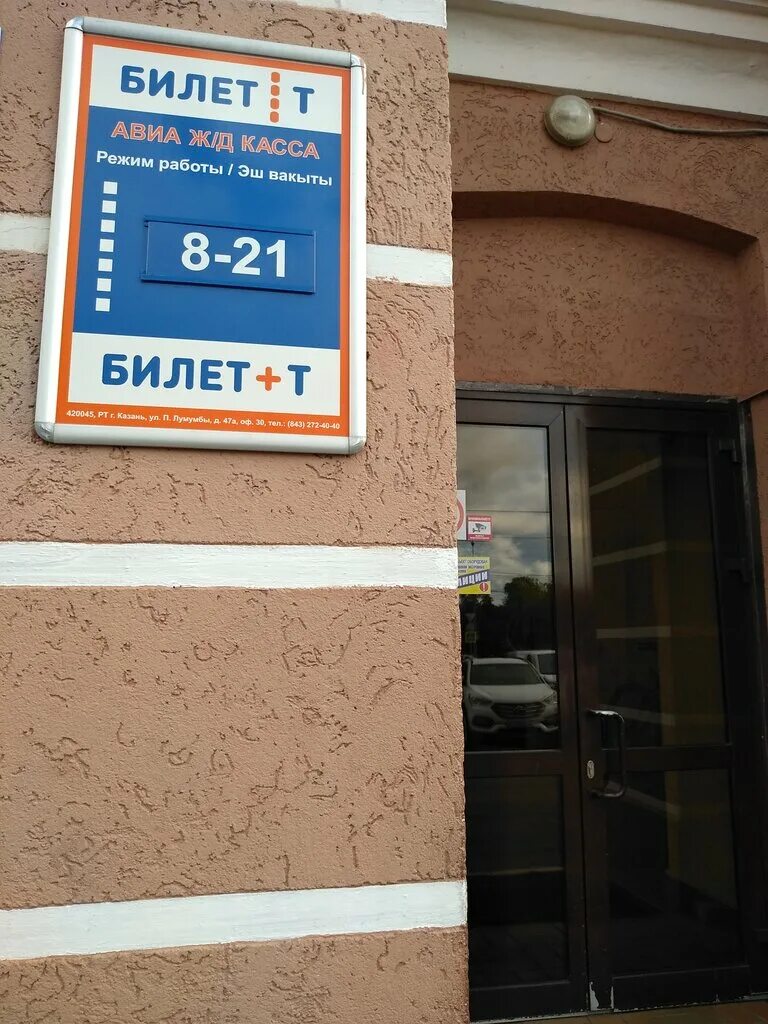 БИЛЕТ Т
АВИА Ж/Д КАССА
Режим работы / Эш вакыты
8-21
БИЛЕТ+Т
420045, РТ г. Казань, ул. П. Лумумбы, д. 47а, оф. 30, тел.: (843) 272-40-40